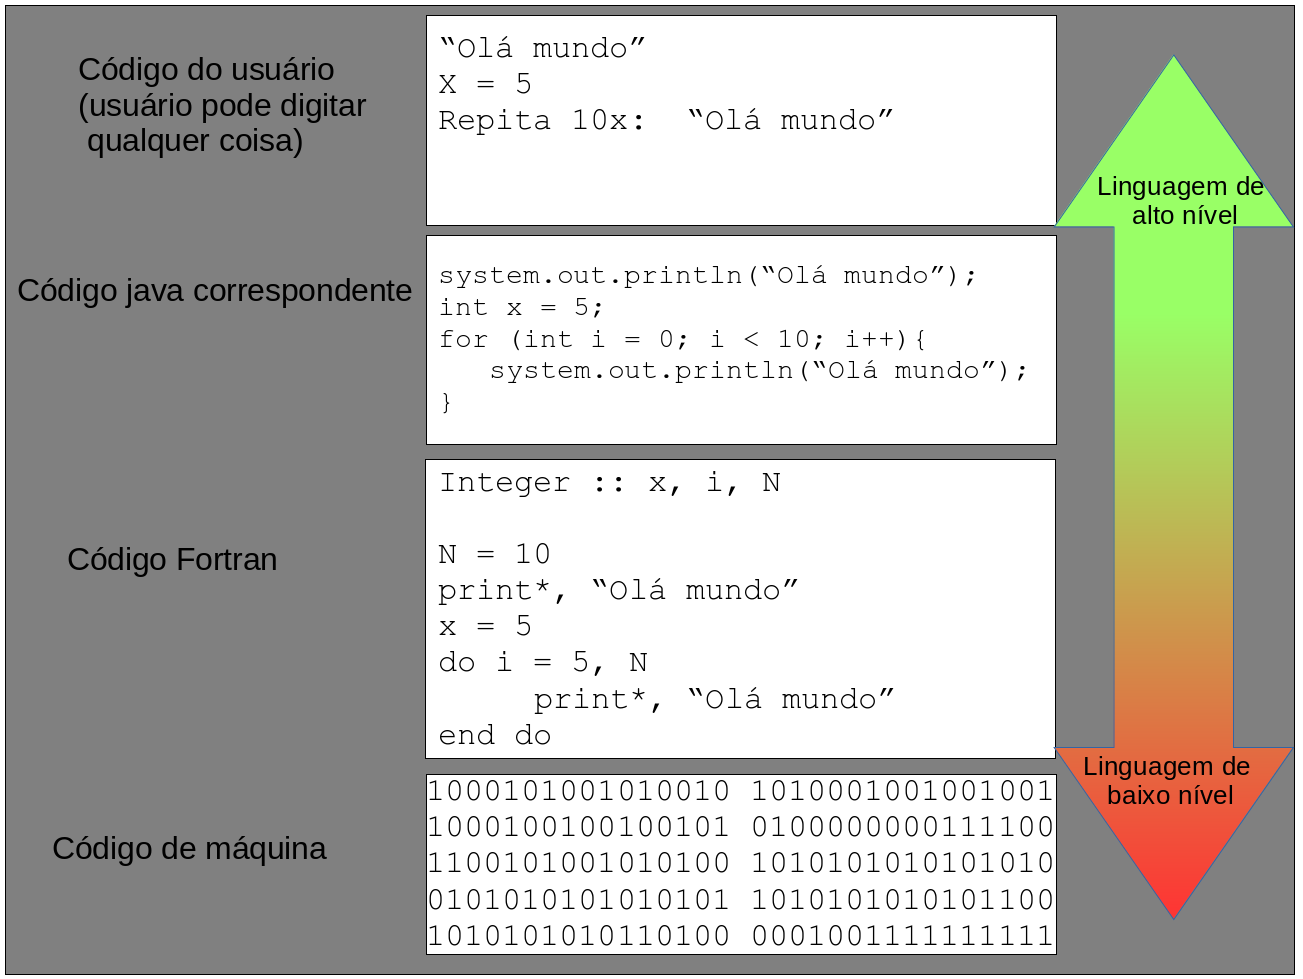 Código do usuário
(usuário pode digitar
qualquer coisa)
“Olá mundo”
X = 5
Repita 10x:  “Olá mundo”
Linguagem de
alto nível
Código java correspondente
system.out.println(“Olá mundo”);
int x = 5;
for (int i = 0; i < 10; i++){
   system.out.println(“Olá mundo”);
}
Código Fortran
Integer :: x, i, N
N = 10
print*, “Olá mundo”
x = 5
do i = 5, N
      print*, “Olá mundo”
end do
Linguagem de
baixo nível
Código de máquina
1000101001010010 1010001001001001
1000100100100101 0100000000111100
1100101001010100 1010101010101010
0101010101010101 1010101010101100
1010101010110100 0001001111111111